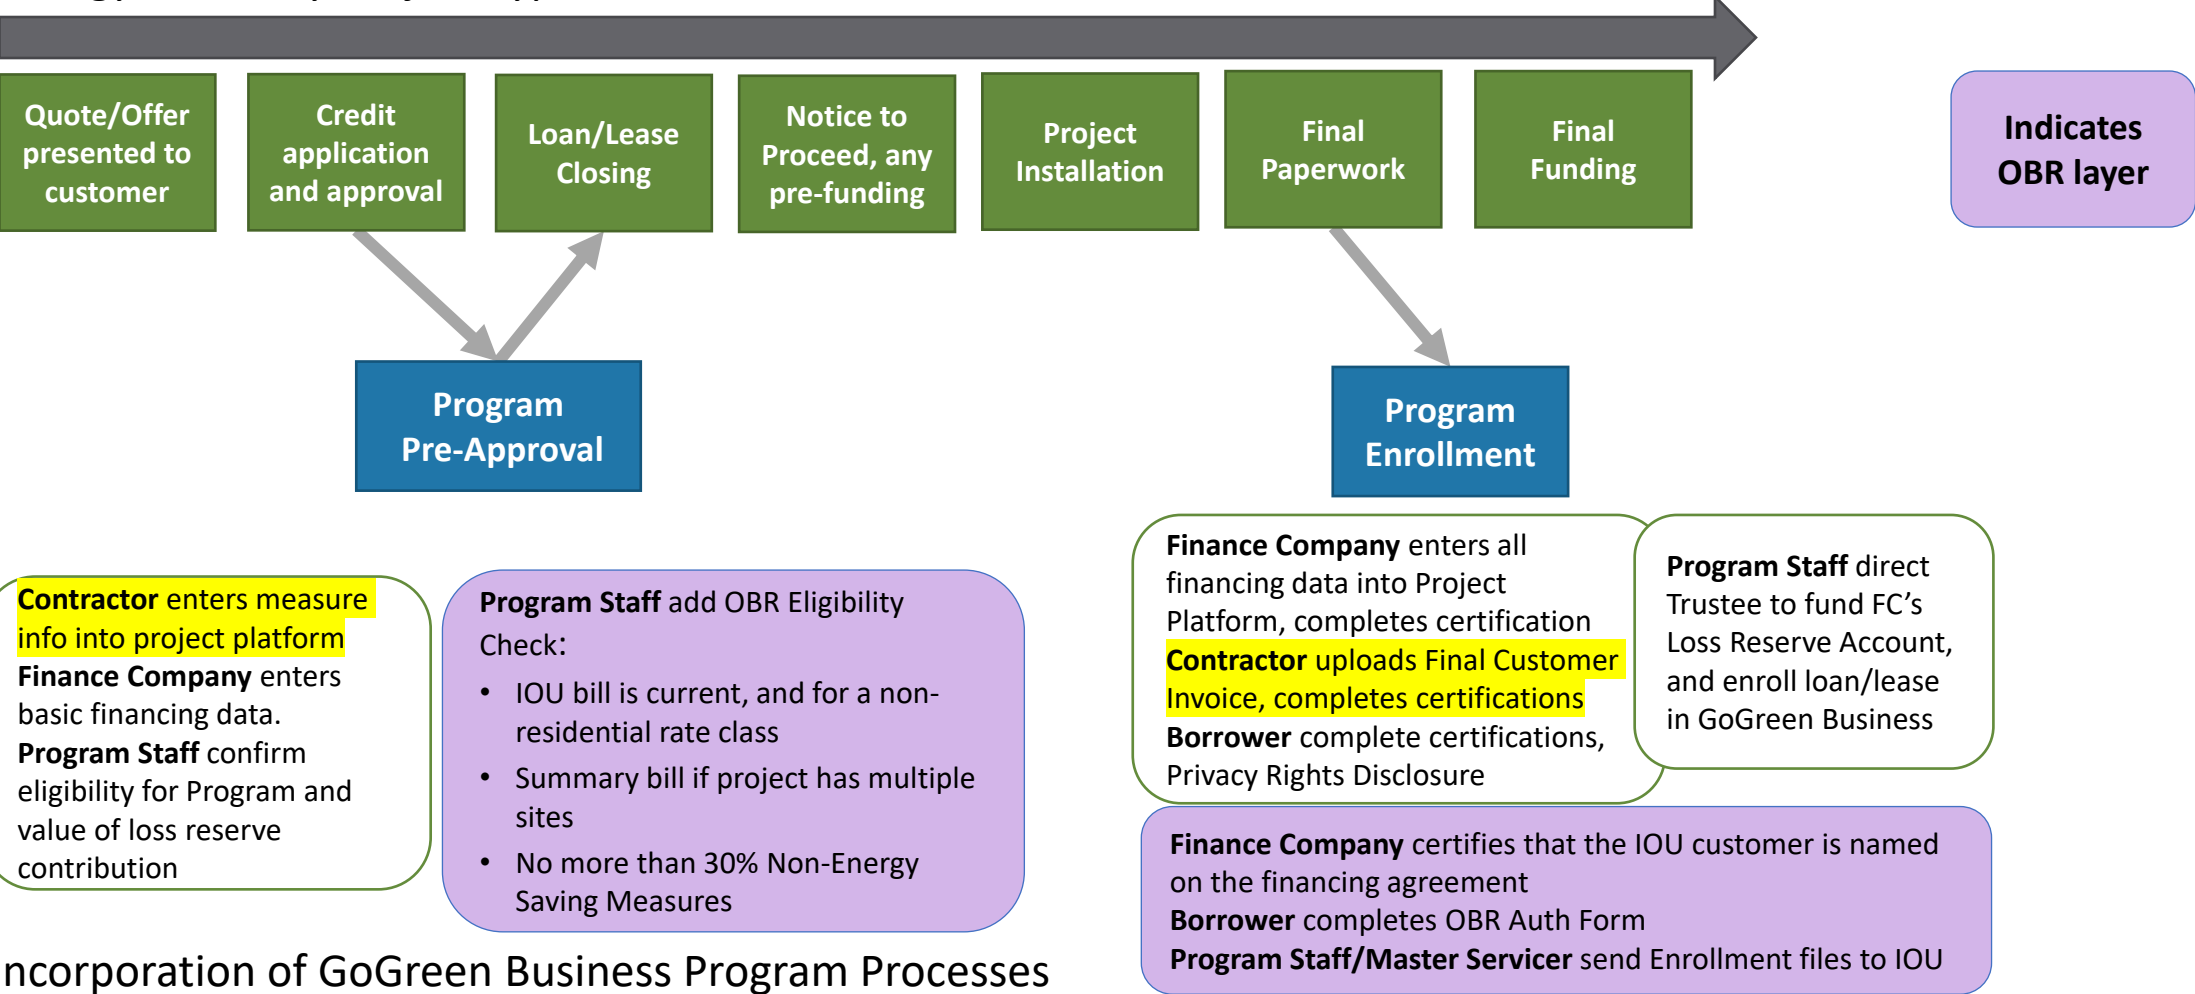 Quote/Offer
presented to
customer
Credit
application
and approval
Loan/Lease
Closing
Notice to
Proceed, any
pre-funding
Project
Installation
Final
Paperwork
Final
Funding
Indicates
OBR layer
Program
Pre-Approval
Program
Enrollment
Contractor enters measure
info into project platform
Finance Company enters
basic financing data.
Program Staff confirm
eligibility for Program and
value of loss reserve
contribution
Program Staff add OBR Eligibility
Check:
• IOU bill is current, and for a non-
residential rate class
• Summary bill if project has multiple
sites
• No more than 30% Non-Energy
Saving Measures
Finance Company enters all
financing data into Project
Platform, completes certification
Contractor uploads Final Customer
Invoice, completes certifications
Borrower complete certifications,
Privacy Rights Disclosure
Program Staff direct
Trustee to fund FC’s
Loss Reserve Account,
and enroll loan/lease
in GoGreen Business
Finance Company certifies that the IOU customer is named
on the financing agreement
Borrower completes OBR Auth Form
Program Staff/Master Servicer send Enrollment files to IOU
ncorporation of GoGreen Business Program Processes